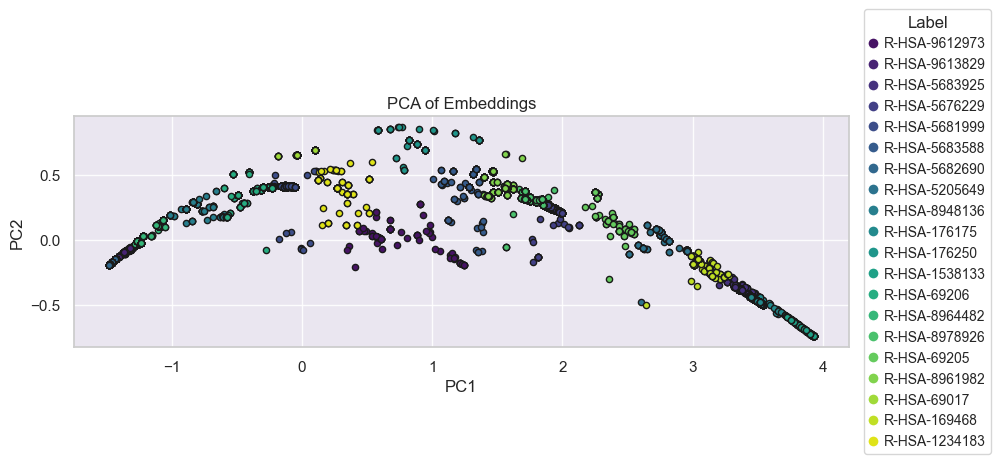 PCA of Embeddings
PC2
0.5
0.0
−0.5
−1
0
1
2
3
4
PC1
Label
R-HSA-9612973
R-HSA-9613829
R-HSA-5683925
R-HSA-5676229
R-HSA-5681999
R-HSA-5683588
R-HSA-5682690
R-HSA-5205649
R-HSA-8948136
R-HSA-176175
R-HSA-176250
R-HSA-1538133
R-HSA-69206
R-HSA-8964482
R-HSA-8978926
R-HSA-69205
R-HSA-8961982
R-HSA-69017
R-HSA-169468
R-HSA-1234183